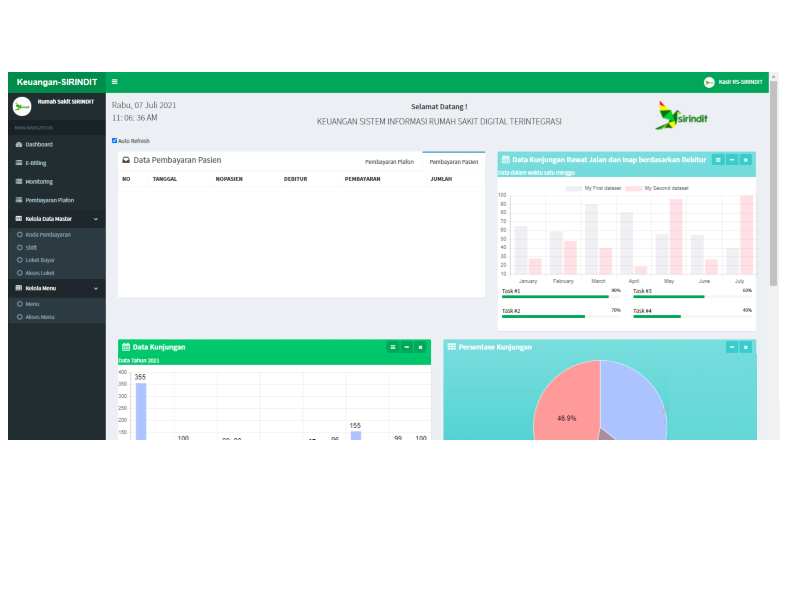 Keuangan-SIRINDIT
Kasir RS-SIRINDIT
Rumah Sakit SIRINDIT
MAIN NAVIGATION
Dashboard
E-Billing
Monitoring
Pembayaran Plafon
Kelola Data Master
Kode Pembayaran
Shift
Loket Bayar
Akses Loket
Kelola Menu
Menu
Akses Menu
Rabu, 07 Juli 2021
11: 06: 36 AM
Selamat Datang !
KEUANGAN SISTEM INFORMASI RUMAH SAKIT DIGITAL TERINTEGRASI
sirindit
Auto Refresh
Data Pembayaran Pasien
Pembayaran Plafon
Pembayaran Pasien
NO TANGGAL NOPASIEN DEBITUR PEMBAYARAN JUMLAH
Data Kunjungan Rawat Jalan dan Inap berdasarkan Debitur
Data dalam waktu satu minggu
My First dataset My Second dataset
100
90
80
70
60
50
40
30
20
10
January February March April May June July
Task #1 90% Task #3 60%
Task #2 70% Task #4 40%
Data Kunjungan
Data Tahun 2021
400
350
300
250
200
150
355
100
155
99
100
Persentase Kunjungan
46.9%